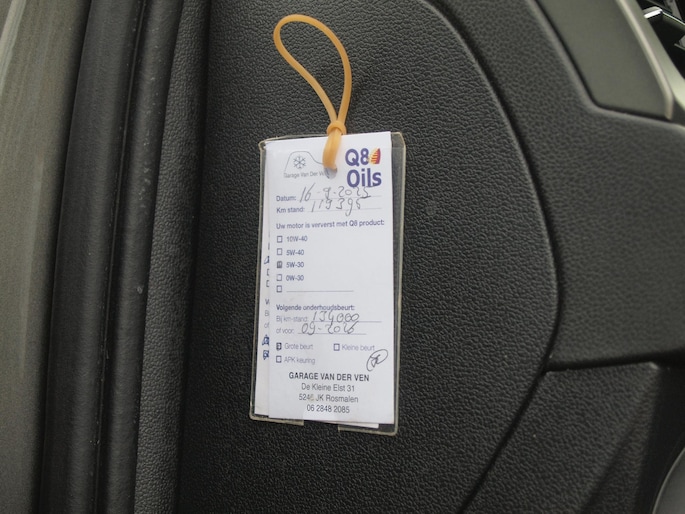 Garage Van Der Ven
Q8
Oils
Datum: 16-9-2025
Km stand: 119395
Uw motor is ververst met Q8 product:
10W-40
5W-40
5W-30
0W-30
Volgende onderhoudsbeurt:
Bij km-stand: 134000
of voor: 09-2026
Grote beurt
Kleine beurt
APK keuring
GARAGE VAN DER VEN
De Kleine Elst 31
5246 JK Rosmalen
06 2848 2085